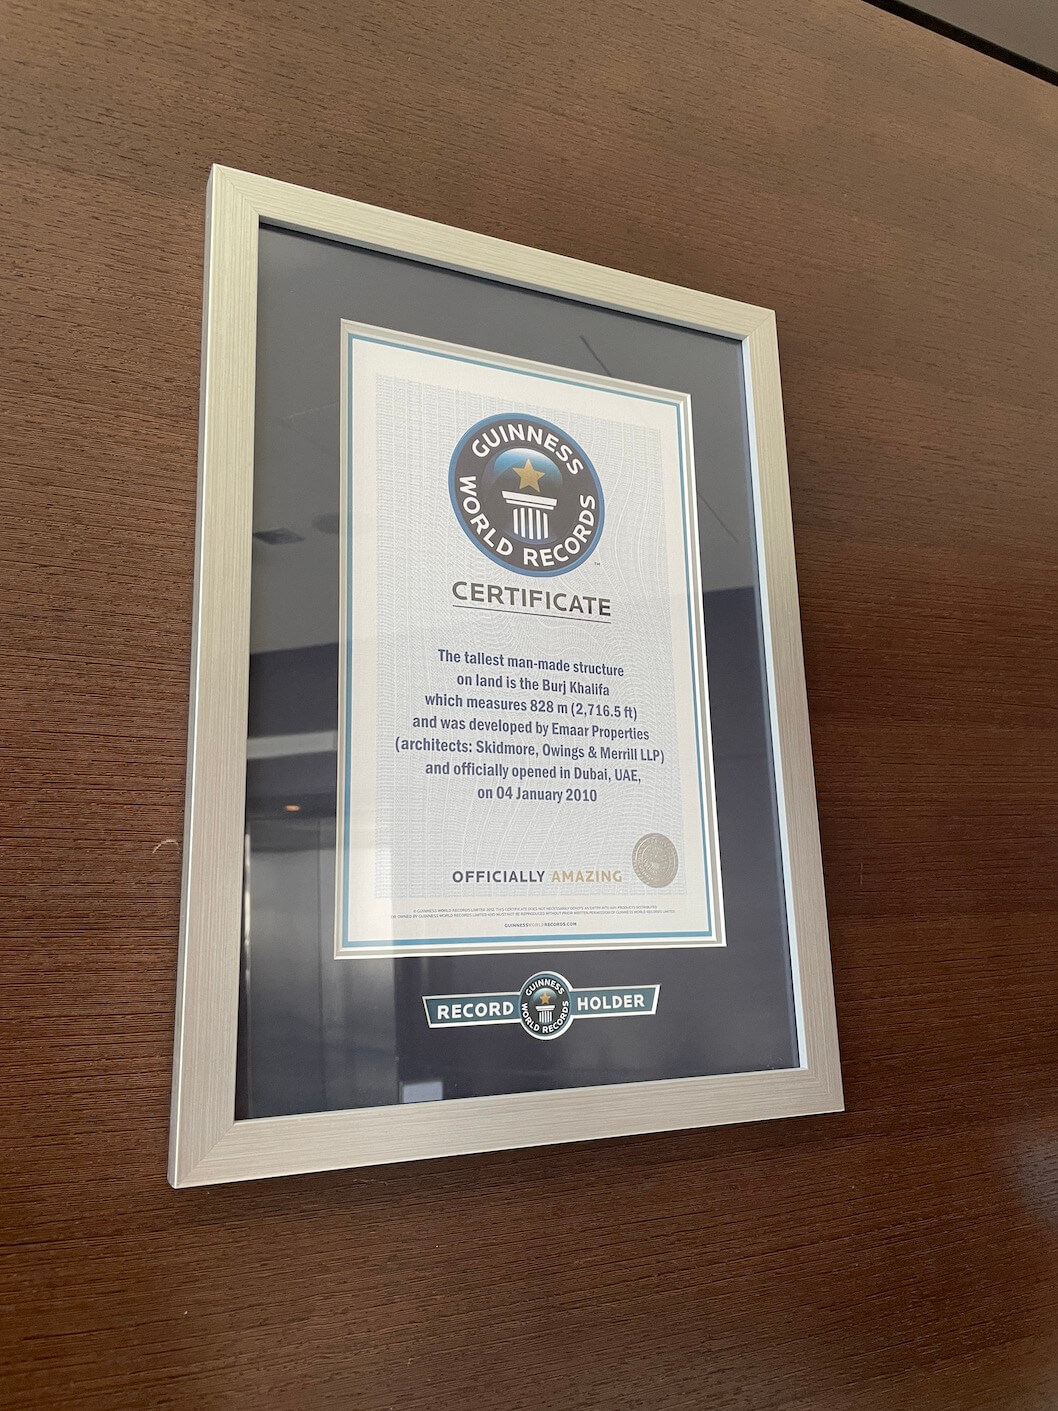 GUINNESS
WORLD RECORDS
™
CERTIFICATE
The tallest man-made structure
on land is the Burj Khalifa
which measures 828 m (2,716.5 ft)
and was developed by Emaar Properties
(architects: Skidmore, Owings & Merrill LLP)
and officially opened in Dubai, UAE,
on 04 January 2010
OFFICIALLY AMAZING
GUINNESSWORLDRECORDS.COM
RECORD
GUINNESS
WORLD RECORDS
HOLDER